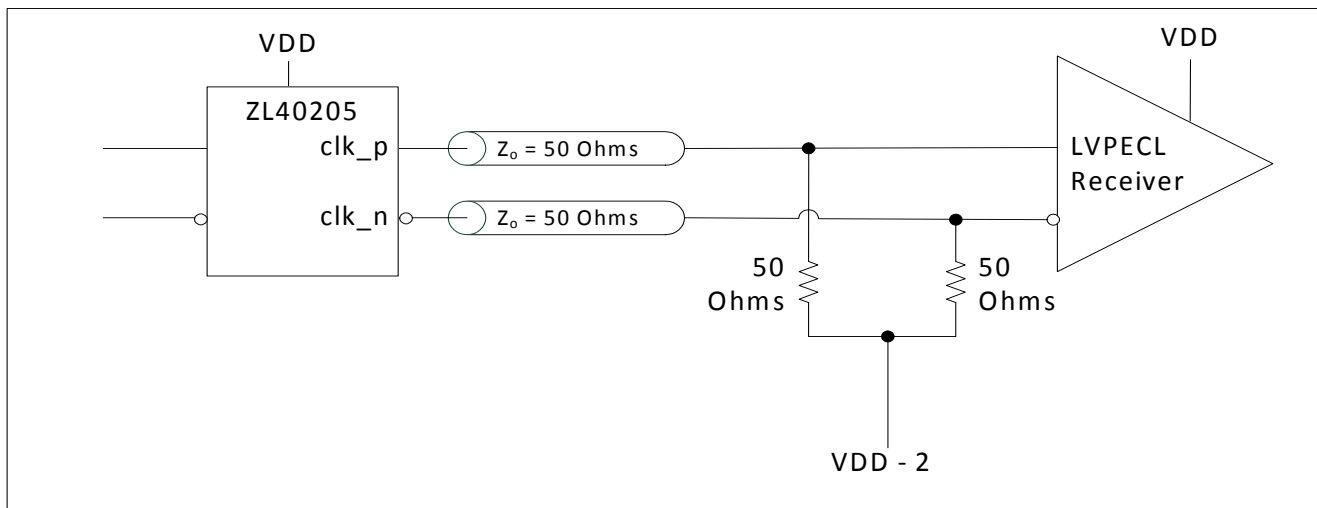 VDD
ZL40205
clk_p
clk_n
Zₒ = 50 Ohms
Zₒ = 50 Ohms
50
Ohms
50
Ohms
VDD - 2
VDD
LVPECL
Receiver